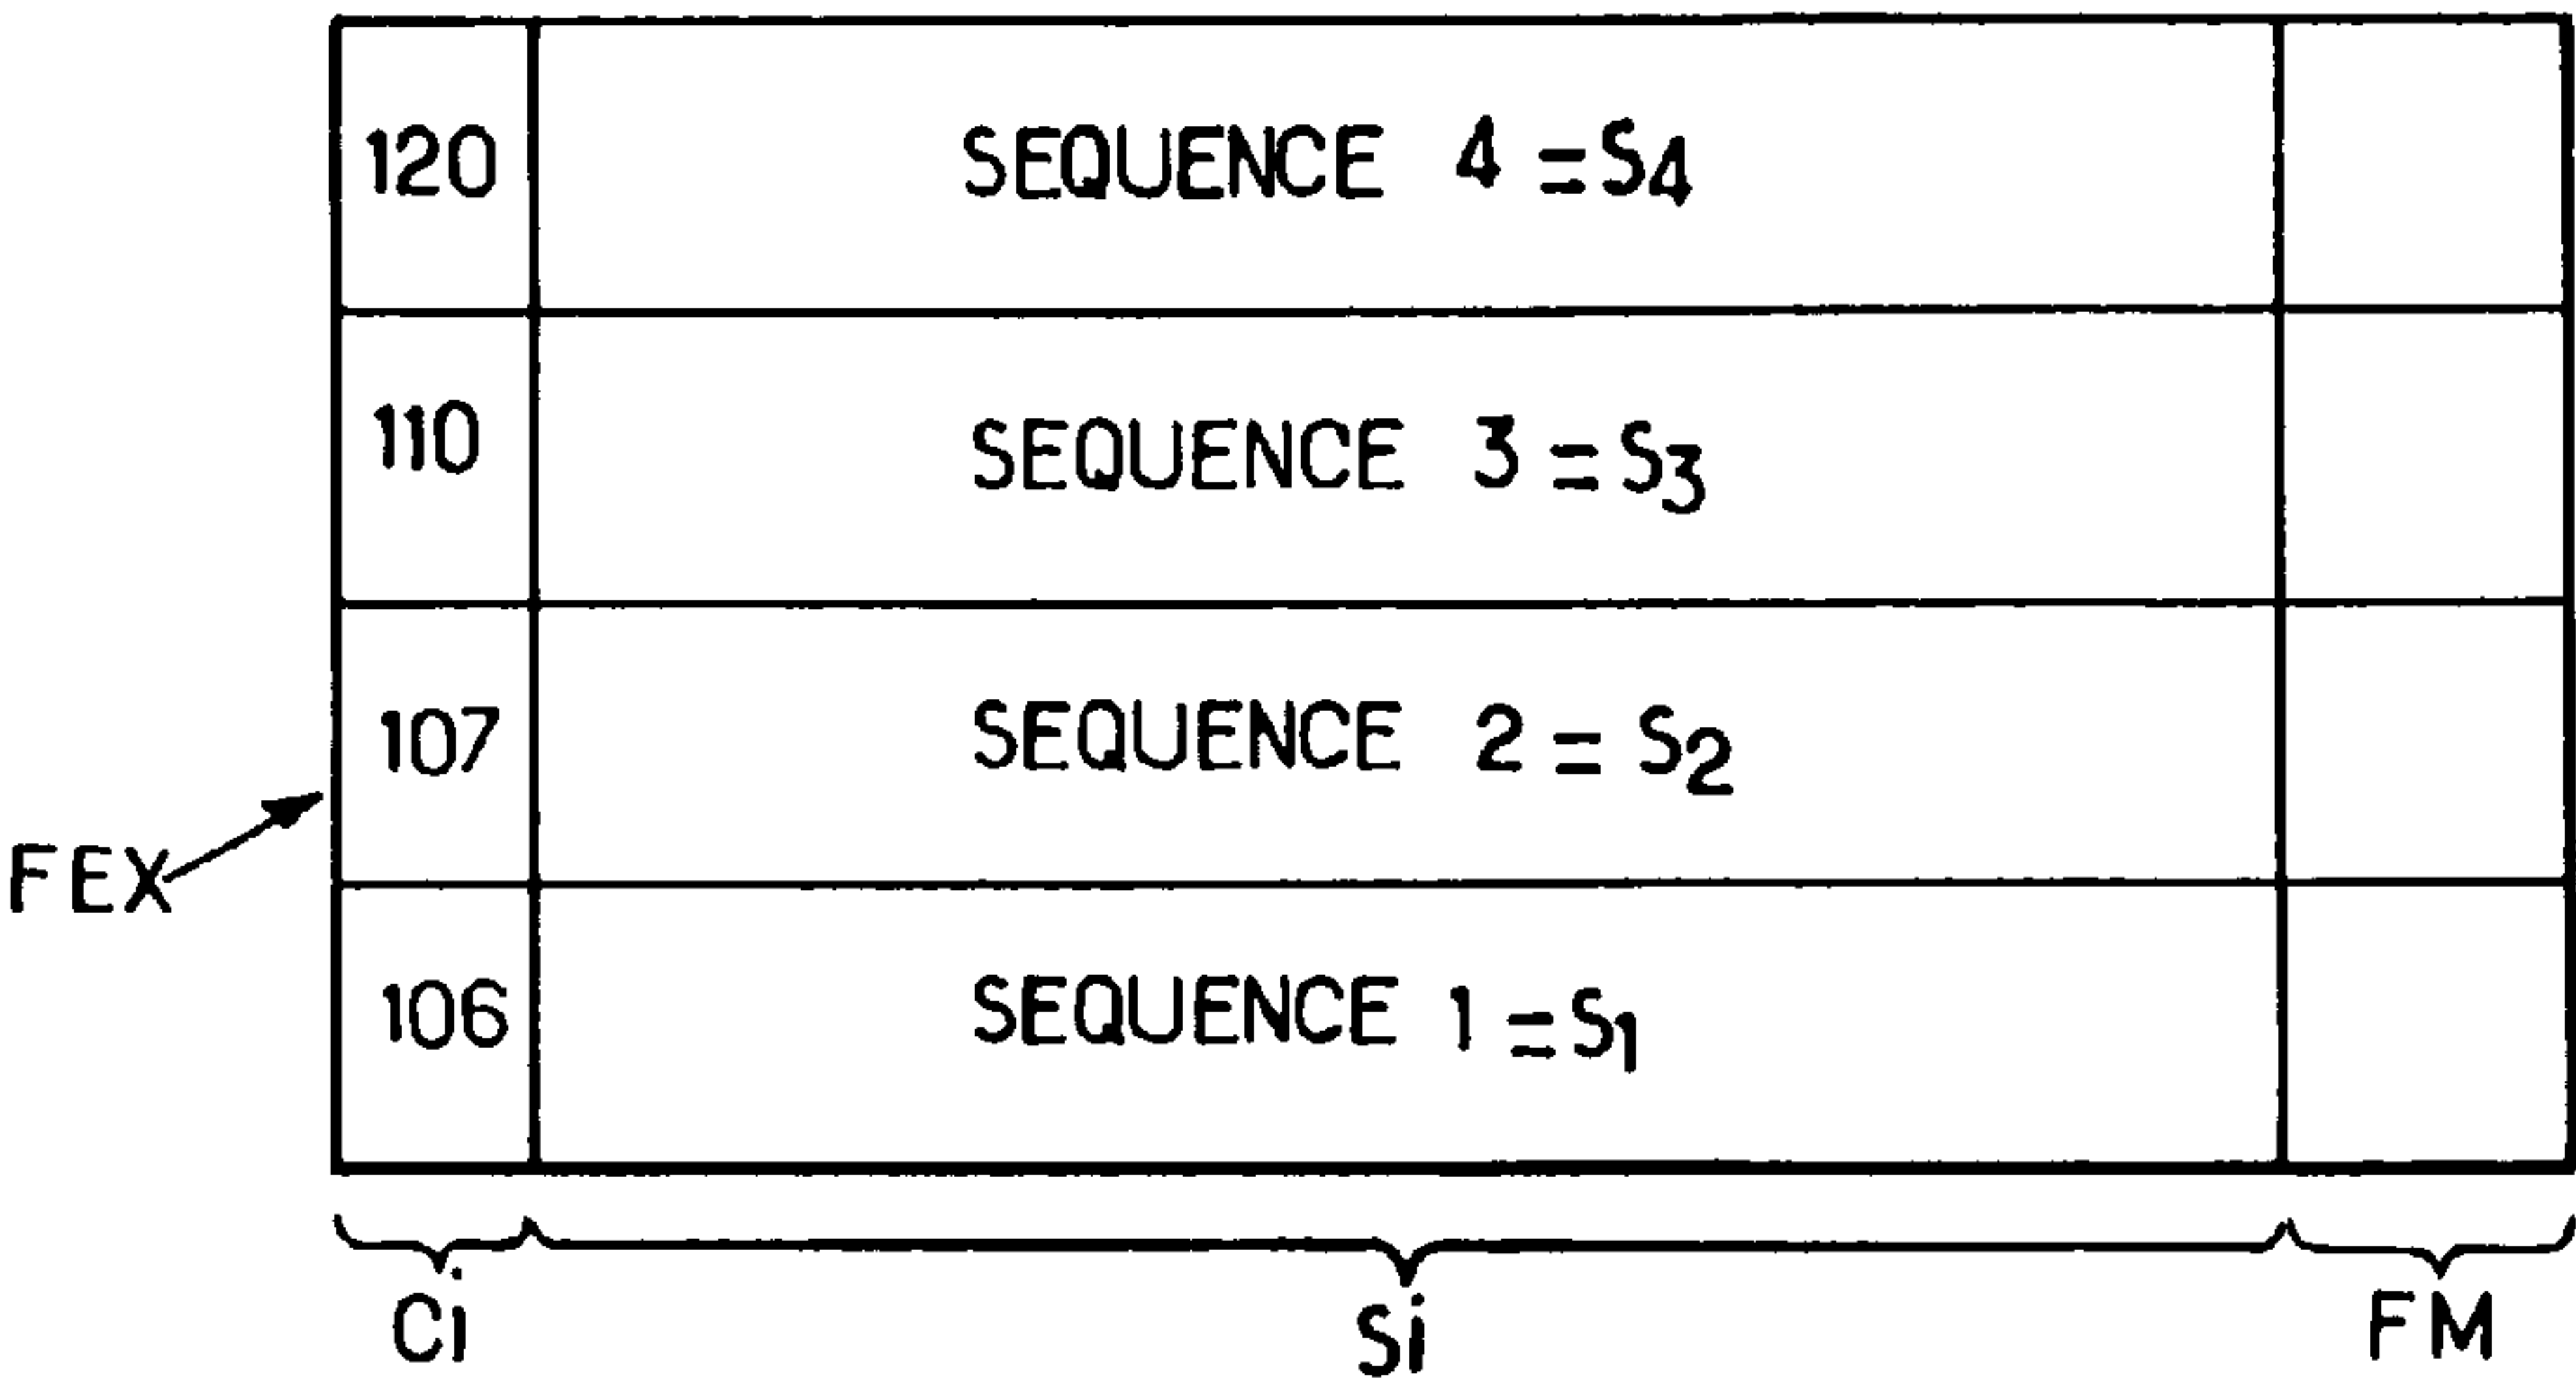 120 SEQUENCE 4 = S4
110 SEQUENCE 3 = S3
107 SEQUENCE 2 = S2
FEX
106 SEQUENCE 1 = S1
Ci Si FM